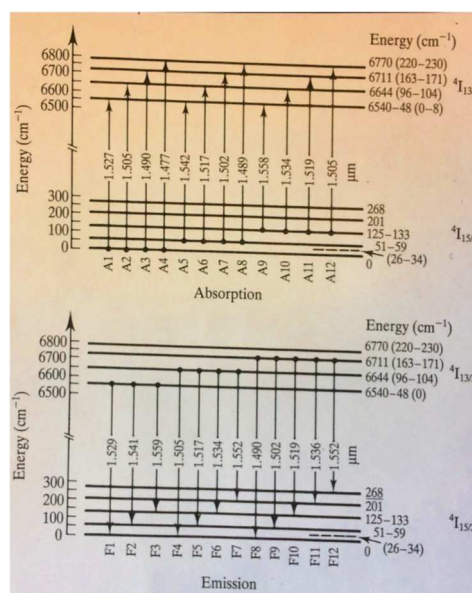 Energy (cm⁻¹)
6800
6770 (220–230)
6700
6711 (163–171)
⁴I₁₃
6600
6644 (96–104)
6500
6540–48 (0–8)
Energy (cm⁻¹)
1.527
1.505
1.490
1.477
1.542
1.517
1.502
1.489
1.558
1.534
1.519
1.505
μm
300
268
200
201
100
125–133
⁴I₁₅/
0
51–59
0
(26–34)
A1
A2
A3
A4
A5
A6
A7
A8
A9
A10
A11
A12
Absorption
Energy (cm⁻¹)
6800
6770 (220–230)
6700
6711 (163–171)
⁴I₁₃/
6600
6644 (96–104)
6500
6540–48 (0)
Energy (cm⁻¹)
1.529
1.541
1.559
1.505
1.517
1.534
1.552
1.490
1.502
1.519
1.536
1.552
μm
300
268
200
201
100
125–133
⁴I₁₅/
0
51–59
0
(26–34)
F1
F2
F3
F4
F5
F6
F7
F8
F9
F10
F11
F12
Emission